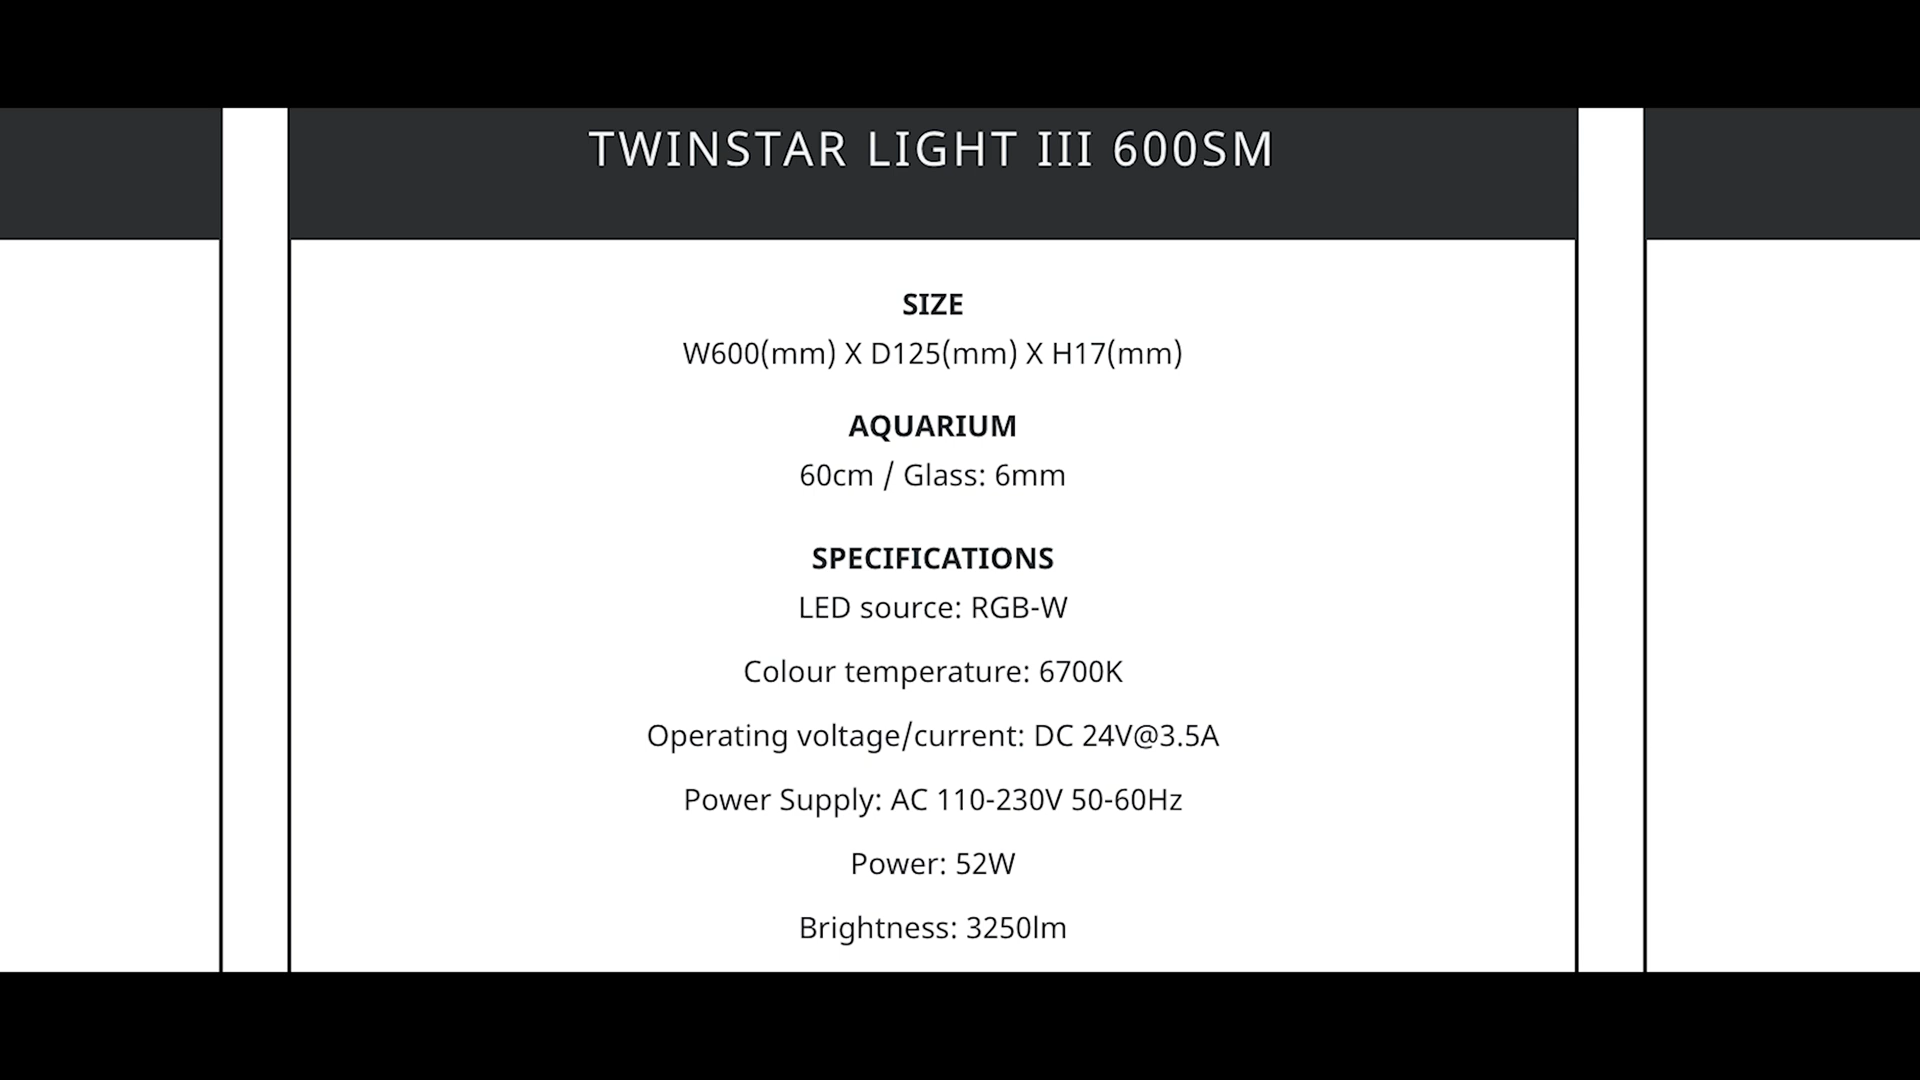 TWINSTAR LIGHT III 600SM
SIZE
W600(mm) X D125(mm) X H17(mm)
AQUARIUM
60cm / Glass: 6mm
SPECIFICATIONS
LED source: RGB-W
Colour temperature: 6700K
Operating voltage/current: DC 24V@3.5A
Power Supply: AC 110-230V 50-60Hz
Power: 52W
Brightness: 3250lm